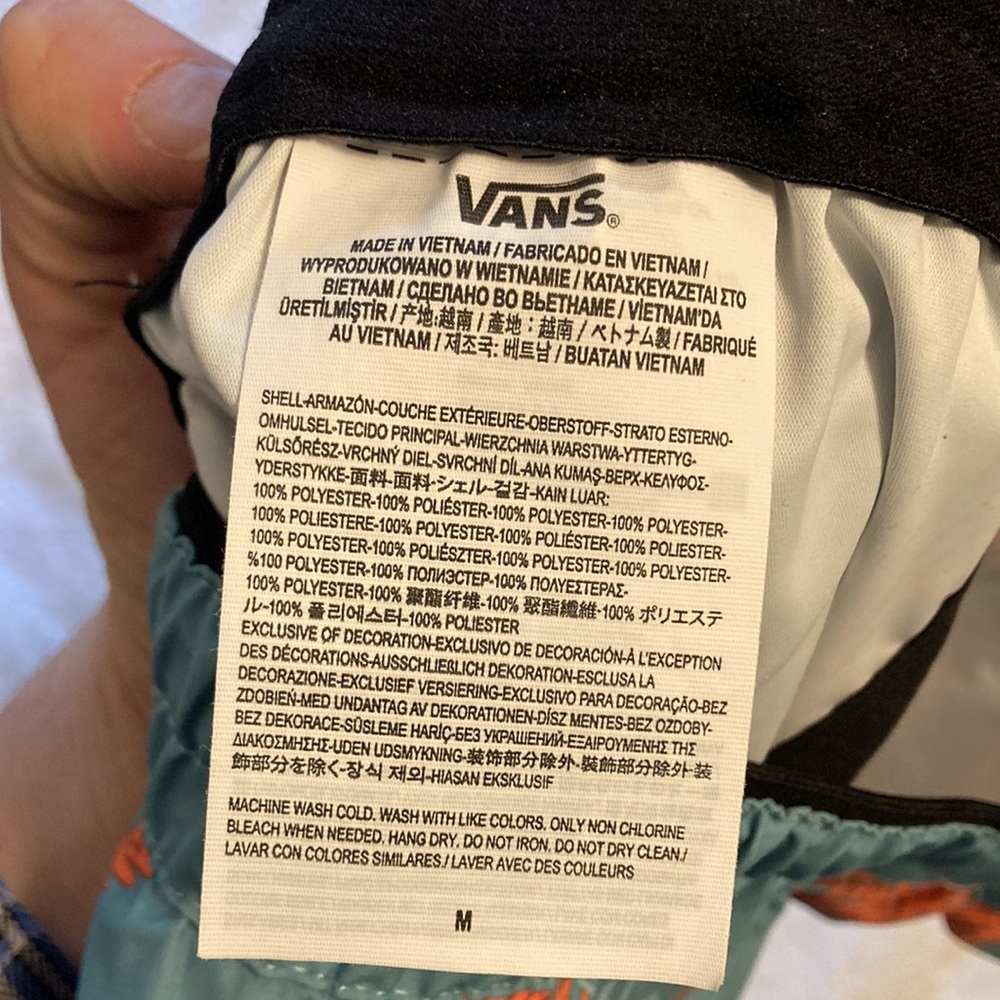 VANS®
MADE IN VIETNAM / FABRICADO EN VIETNAM /
WYPRODUKOWANO W WIETNAMIE / ΚΑΤΑΣΚΕΥΑΖΕΤΑΙ ΣΤΟ
ΒΙΕΤΝΑΜ / СДЕЛАНО ВО ВЬЕТНАМЕ / VİETNAM'DA
ÜRETİLMİŞTİR / 产地:越南 / 產地：越南 / ベトナム製 / FABRIQUÉ
AU VIETNAM / 제조국: 베트남 / BUATAN VIETNAM
SHELL-ARMAZÓN-COUCHE EXTÉRIEURE-OBERSTOFF-STRATO ESTERNO-
OMHULSEL-TECIDO PRINCIPAL-WIERZCHNIA WARSTWA-YTTERTYG-
KÜLSŐRÉSZ-VRCHNÝ DIEL-SVRCHNÍ DÍL-ANA KUMAŞ-ВЕРХ-ΚΕΛΥΦΟΣ-
YDERSTYKKE-面料-面料-シェル-겉감-KAIN LUAR:
100% POLYESTER-100% POLIÉSTER-100% POLYESTER-100% POLYESTER-
100% POLIESTERE-100% POLYESTER-100% POLIÉSTER-100% POLIESTER-
100% POLYESTER-100% POLIÉSZTER-100% POLYESTER-100% POLYESTER-
%100 POLYESTER-100% ПОЛИЭСТЕР-100% ΠΟΛΥΕΣΤΕΡΑΣ-
100% POLYESTER-100% 聚酯纤维-100% 聚酯纖維-100% ポリエステ
ル-100% 폴리에스터-100% POLIESTER
EXCLUSIVE OF DECORATION-EXCLUSIVO DE DECORACIÓN-À L'EXCEPTION
DES DÉCORATIONS-AUSSCHLIEßLICH DEKORATION-ESCLUSA LA
DECORAZIONE-EXCLUSIEF VERSIERING-EXCLUSIVO PARA DECORAÇÃO-BEZ
ZDOBIEŃ-MED UNDANTAG AV DEKORATIONEN-DÍSZ MENTES-BEZ OZDOBY-
BEZ DEKORACE-SÜSLEME HARİÇ-БЕЗ УКРАШЕНИЙ-ΕΞΑΙΡΟΥΜΕΝΗΣ ΤΗΣ
ΔΙΑΚΟΣΜΗΣΗΣ-UDEN UDSMYKNING-装饰部分除外-裝飾部分除外-装
飾部分を除く-장식 제외-HIASAN EKSKLUSIF
MACHINE WASH COLD. WASH WITH LIKE COLORS. ONLY NON CHLORINE
BLEACH WHEN NEEDED. HANG DRY. DO NOT IRON. DO NOT DRY CLEAN./
LAVAR CON COLORES SIMILARES./ LAVER AVEC DES COULEURS
M